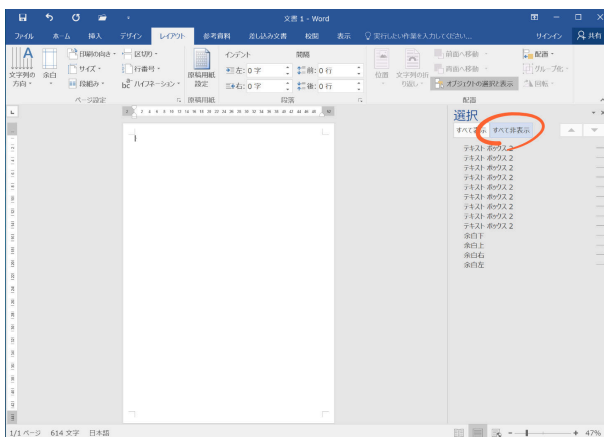 文書 1 - Word
ファイル ホーム 挿入 デザイン レイアウト 参考資料 差し込み文書 校閲 表示 実行したい作業を入力してください... サインイン 共有
文字列の方向 余白 印刷の向き サイズ 段組み 区切り 行番号 ハイフネーション
ページ設定
原稿用紙設定
原稿用紙
インデント 間隔
左: 0 字 前: 0 行
右: 0 字 後: 0 行
段落
位置 文字列の折り返し 前面へ移動 背面へ移動 オブジェクトの選択と表示 配置 グループ化 回転
配置
選択
すべて表示 すべて非表示
テキスト ボックス 2
テキスト ボックス 2
テキスト ボックス 2
テキスト ボックス 2
テキスト ボックス 2
テキスト ボックス 2
テキスト ボックス 2
テキスト ボックス 2
テキスト ボックス 2
余白下
余白上
余白右
余白左
1/1 ページ 614 文字 日本語 47%